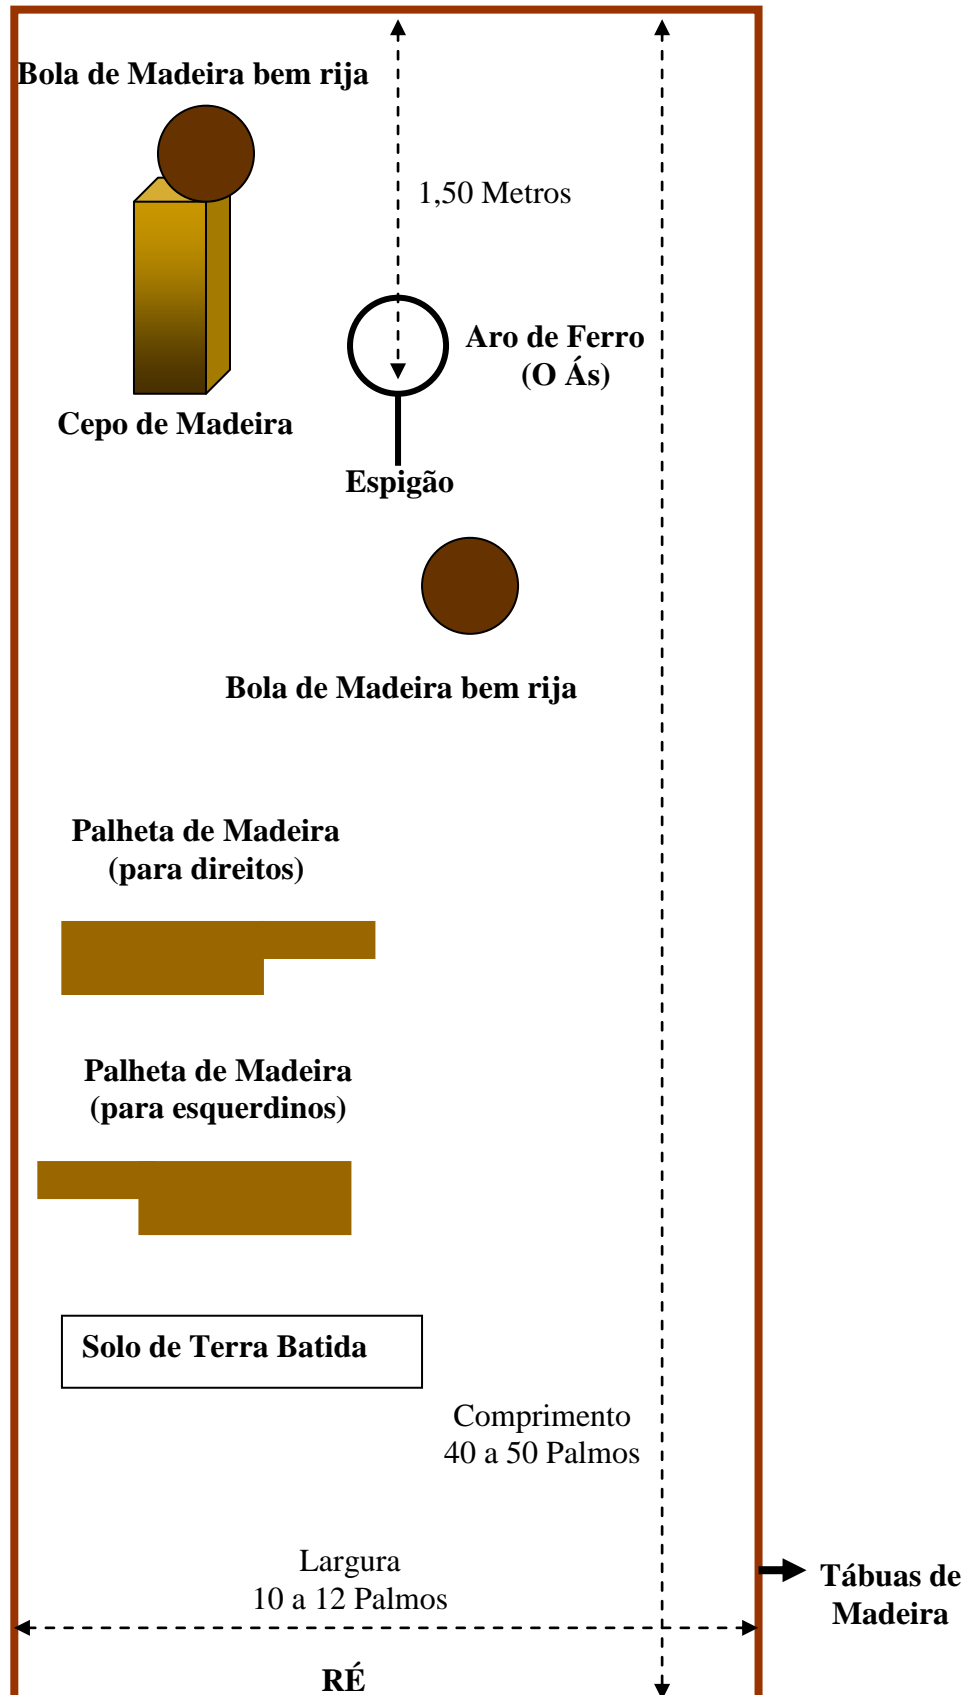 Bola de Madeira bem rija
1,50 Metros
Aro de Ferro
(O Ás)
Cepo de Madeira
Espigão
Bola de Madeira bem rija
Palheta de Madeira
(para direitos)
Palheta de Madeira
(para esquerdinos)
Solo de Terra Batida
Comprimento
40 a 50 Palmos
Largura
10 a 12 Palmos
Tábuas de
Madeira
RÉ